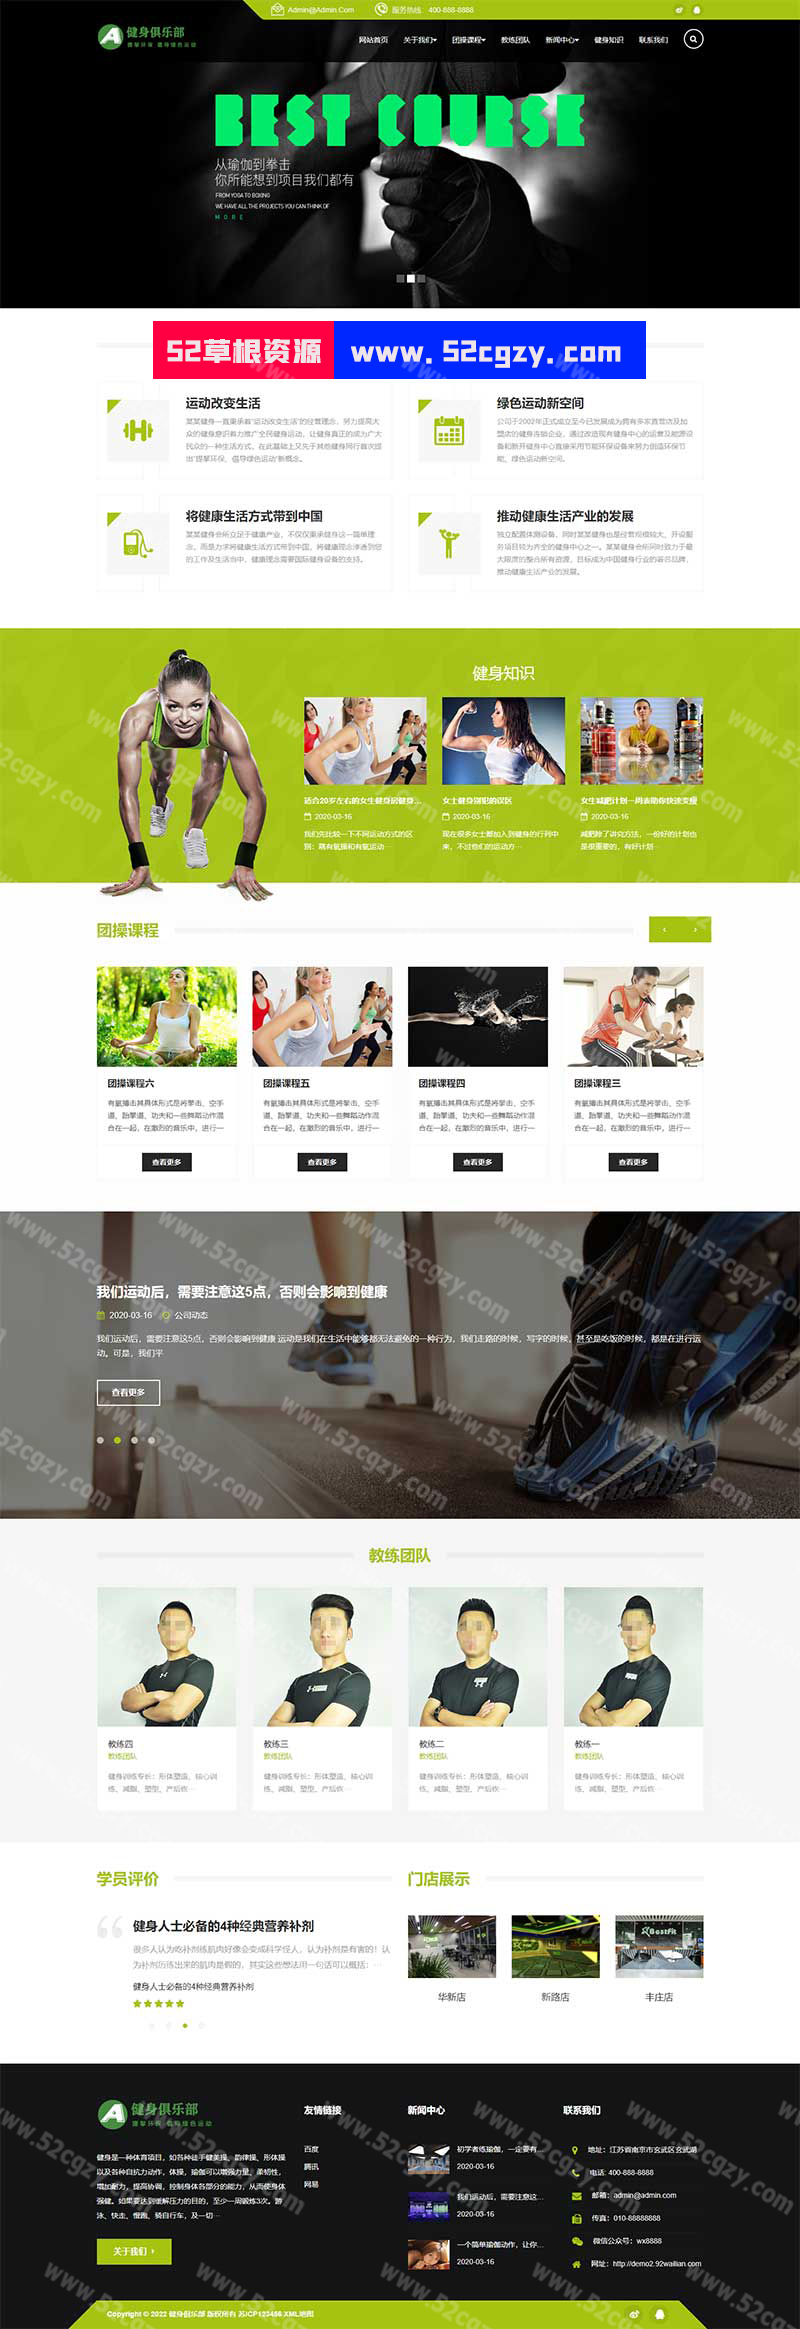 Admin@Admin.Com
服务热线：400-888-8888
健身俱乐部
网站首页 关于我们 团操课程 教练团队 新闻中心 健身知识 联系我们
BEST COURSE
从瑜伽到拳击
你所能想到项目我们都有
FROM YOGA TO BOXING
WE HAVE ALL THE PROJECTS YOU CAN THINK OF
MORE
52草根资源 www.52cgzy.com
运动改变生活
某某健身一直秉承着"运动改变生活"的经营理念，努力提高大
众的健身意识着力推广全民健身运动，让健身真正的成为广大
民众的一种生活方式。在此基础上又先于其他健身同行首次提
出"提擎环保，倡导绿色运动"新概念。
绿色运动新空间
公司于2002年正式成立至今已发展成为拥有多家直营店及加
盟店的健身连锁企业，通过改造现有健身中心的运营及能源设
备和新开健身中心直接采用节能环保设备来努力创造环保节
能、绿色运动新空间。
将健康生活方式带到中国
某某健身会所立足于健康产业，不仅仅秉承健身这一简单理
念，而是力求将健康生活方式带到中国，将健康理念渗透到您
的工作及生活当中，健康理念需要国际健身设备的支持。
推动健康生活产业的发展
独立配置体测设备，同时某某健身也是经营规模较大、开设服
务项目较为齐全的健身中心之一。某某健身会所同时致力于最
大限度的整合所有资源，目标成为中国健身行业的著名品牌，
推动健康生活产业的发展。
健身知识
适合20岁左右的女生健身房健身...
2020-03-16
我们先比较一下不同运动方式的区
别：跳有氧操和有氧运动···
女士健身别犯的误区
2020-03-16
现在很多女士都加入到健身的行列中
来，不过他们的运动方···
女生减肥计划一周表助你快速变瘦
2020-03-16
减肥除了讲究方法，一份好的计划也
是很重要的，有好计划···
团操课程
团操课程六
有氧搏击其具体形式是将拳击、空手
道、跆拳道、功夫和一些舞蹈动作混
合在一起，在激烈的音乐中，进行一
查看更多
团操课程五
有氧搏击其具体形式是将拳击、空手
道、跆拳道、功夫和一些舞蹈动作混
合在一起，在激烈的音乐中，进行一
查看更多
团操课程四
有氧搏击其具体形式是将拳击、空手
道、跆拳道、功夫和一些舞蹈动作混
合在一起，在激烈的音乐中，进行一
查看更多
团操课程三
有氧搏击其具体形式是将拳击、空手
道、跆拳道、功夫和一些舞蹈动作混
合在一起，在激烈的音乐中，进行一
查看更多
我们运动后，需要注意这5点，否则会影响到健康
2020-03-16 公司动态
我们运动后，需要注意这5点，否则会影响到健康 运动是我们在生活中能够都无法避免的一种行为，我们走路的时候，写字的时候，甚至是吃饭的时候，都是在进行运
动。可是，我们平
查看更多
教练团队
教练四
教练团队
健身训练专长：形体塑造、核心训
练、减脂、塑型、产后恢···
教练三
教练团队
健身训练专长：形体塑造、核心训
练、减脂、塑型、产后恢···
教练二
教练团队
健身训练专长：形体塑造、核心训
练、减脂、塑型、产后恢···
教练一
教练团队
健身训练专长：形体塑造、核心训
练、减脂、塑型、产后恢···
学员评价
健身人士必备的4种经典营养补剂
很多人认为吃补剂练肌肉好像会变成科学怪人，认为补剂是有害的！认
为补剂历练出来的肌肉是假的，其实这些想法用一句话可以概括：···
健身人士必备的4种经典营养补剂
门店展示
BestFit
华新店
新路店
丰庄店
健身俱乐部
健身是一种体育项目，如各种徒手健美操、韵律操、形体操
以及各种自抗力动作，体操，瑜伽可以增强力量、柔韧性，
增加耐力，提高协调，控制身体各部分的能力，从而使身体
强健。如果要达到缓解压力的目的，至少一周锻炼3次。游
泳、快走、慢跑、骑自行车，及一切···
关于我们
友情链接
百度
腾讯
网易
新闻中心
初学者练瑜伽，一定要有...
2020-03-16
我们运动后，需要注意这...
2020-03-16
一个简单瑜伽动作，让你...
2020-03-16
联系我们
地址：江苏省南京市玄武区玄武湖
电话: 400-888-8888
邮箱：admin@admin.com
传真：010-88888888
微信公众号：wx8888
网址：http://demo2.92wailian.com
Copyright © 2022 健身俱乐部 版权所有 苏ICP123456 XML地图